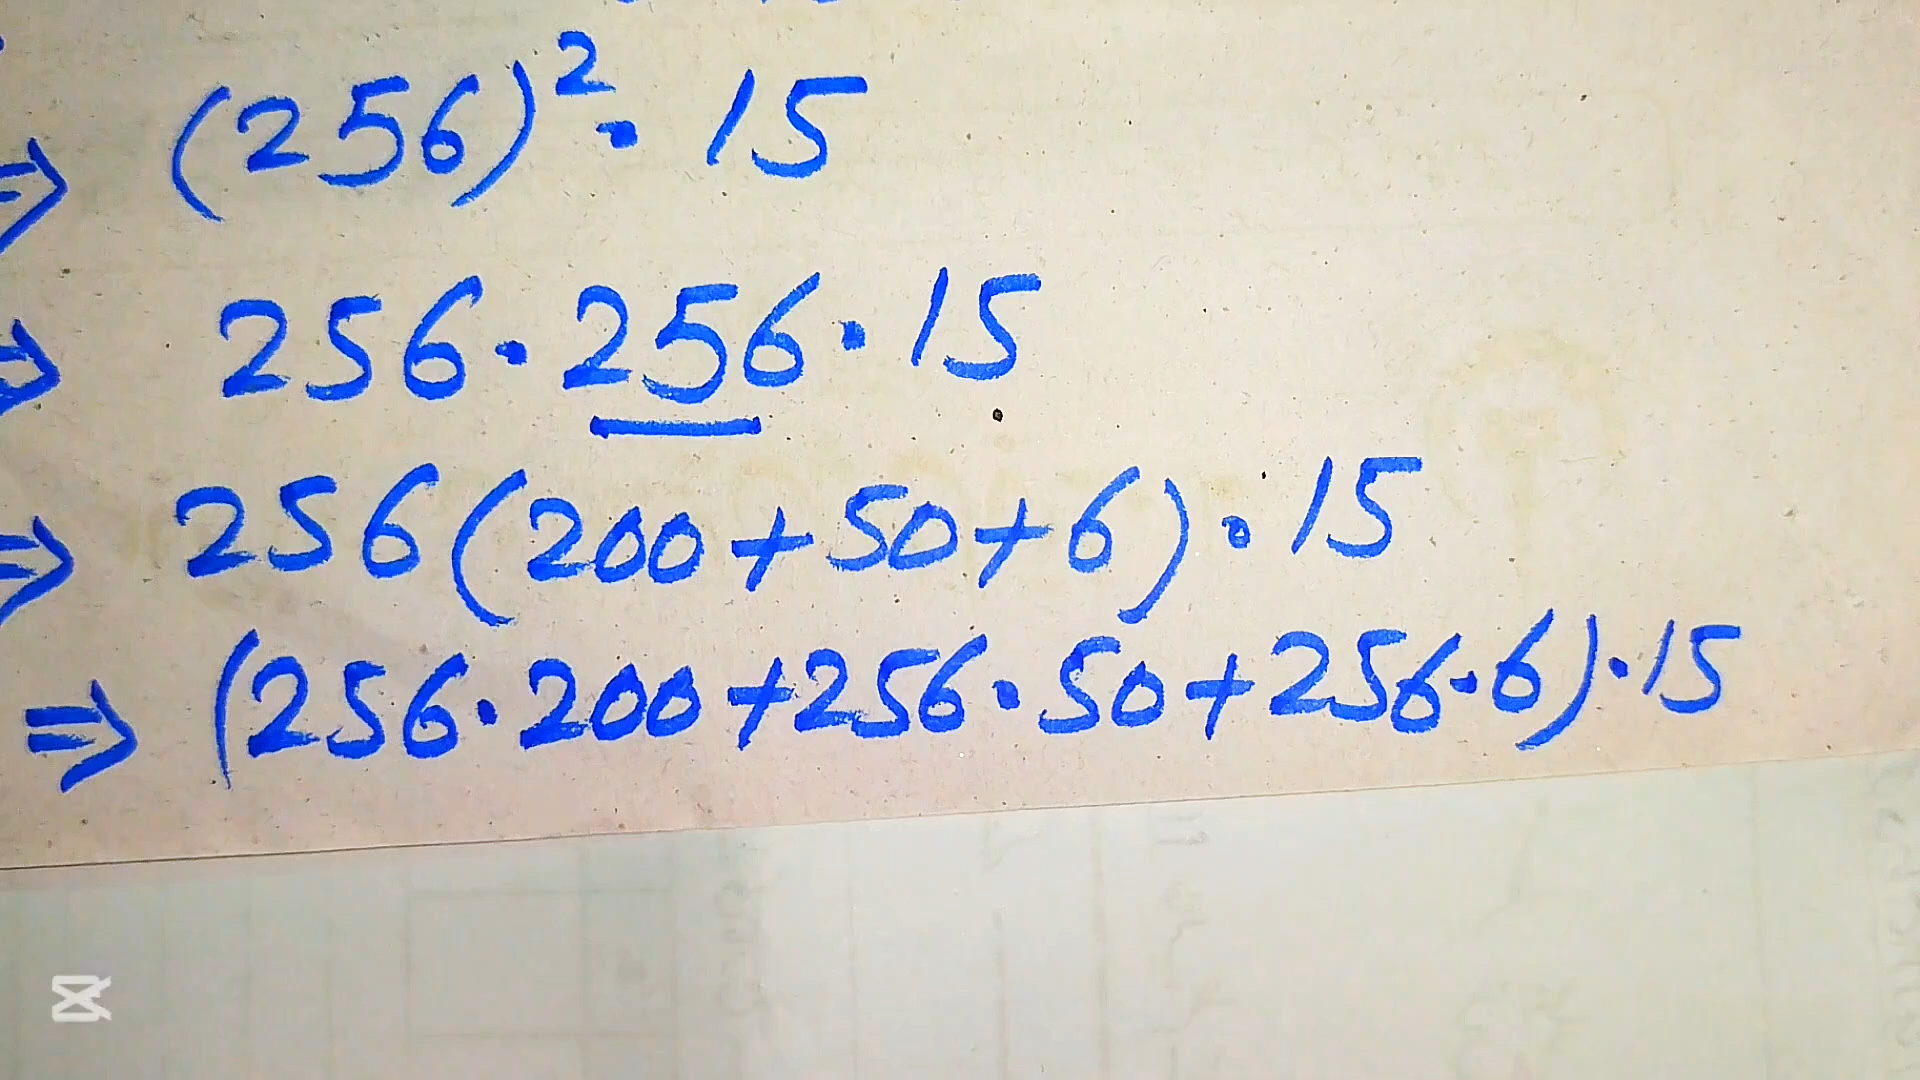 ⇒ (256)² · 15
⇒ 256 · 256 · 15
⇒ 256(200+50+6) · 15
⇒ (256·200+256·50+256·6)·15